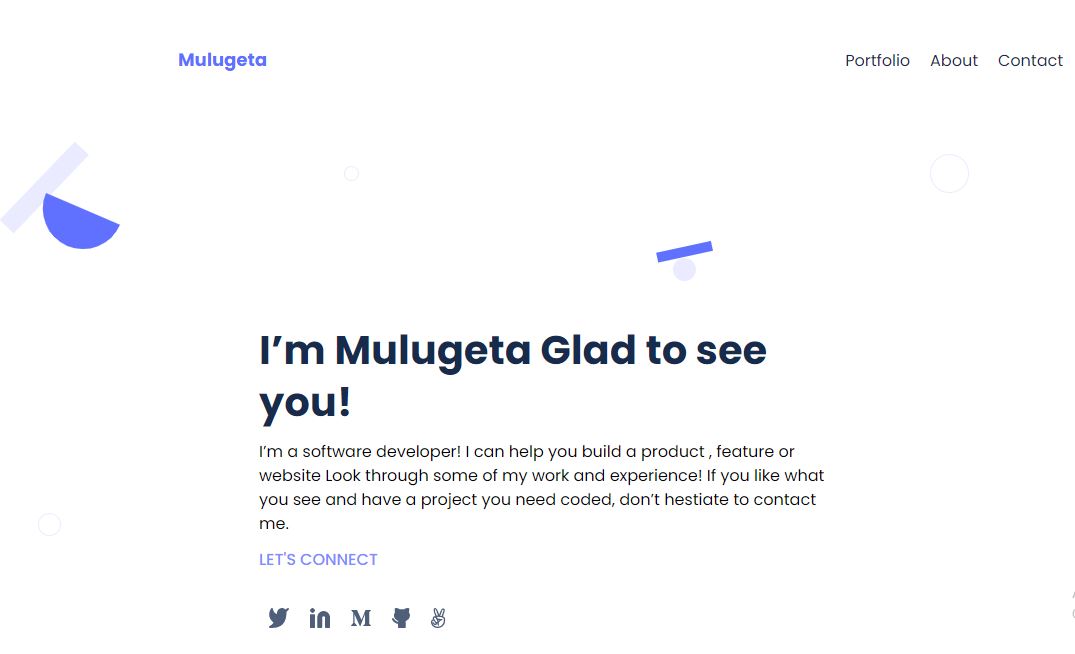 Mulugeta
Portfolio About Contact
I’m Mulugeta Glad to see
you!
I’m a software developer! I can help you build a product , feature or
website Look through some of my work and experience! If you like what
you see and have a project you need coded, don’t hestiate to contact
me.
LET'S CONNECT